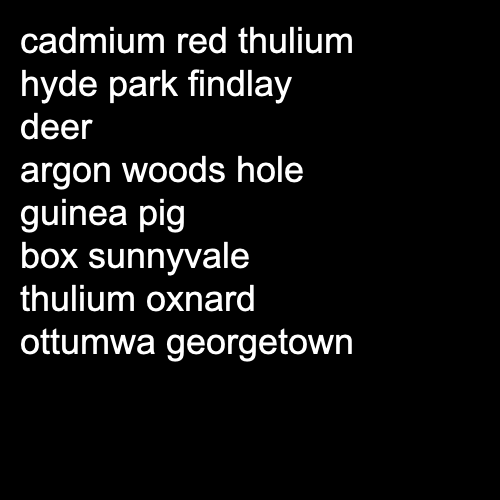 cadmium red thulium
hyde park findlay
deer
argon woods hole
guinea pig
box sunnyvale
thulium oxnard
ottumwa georgetown